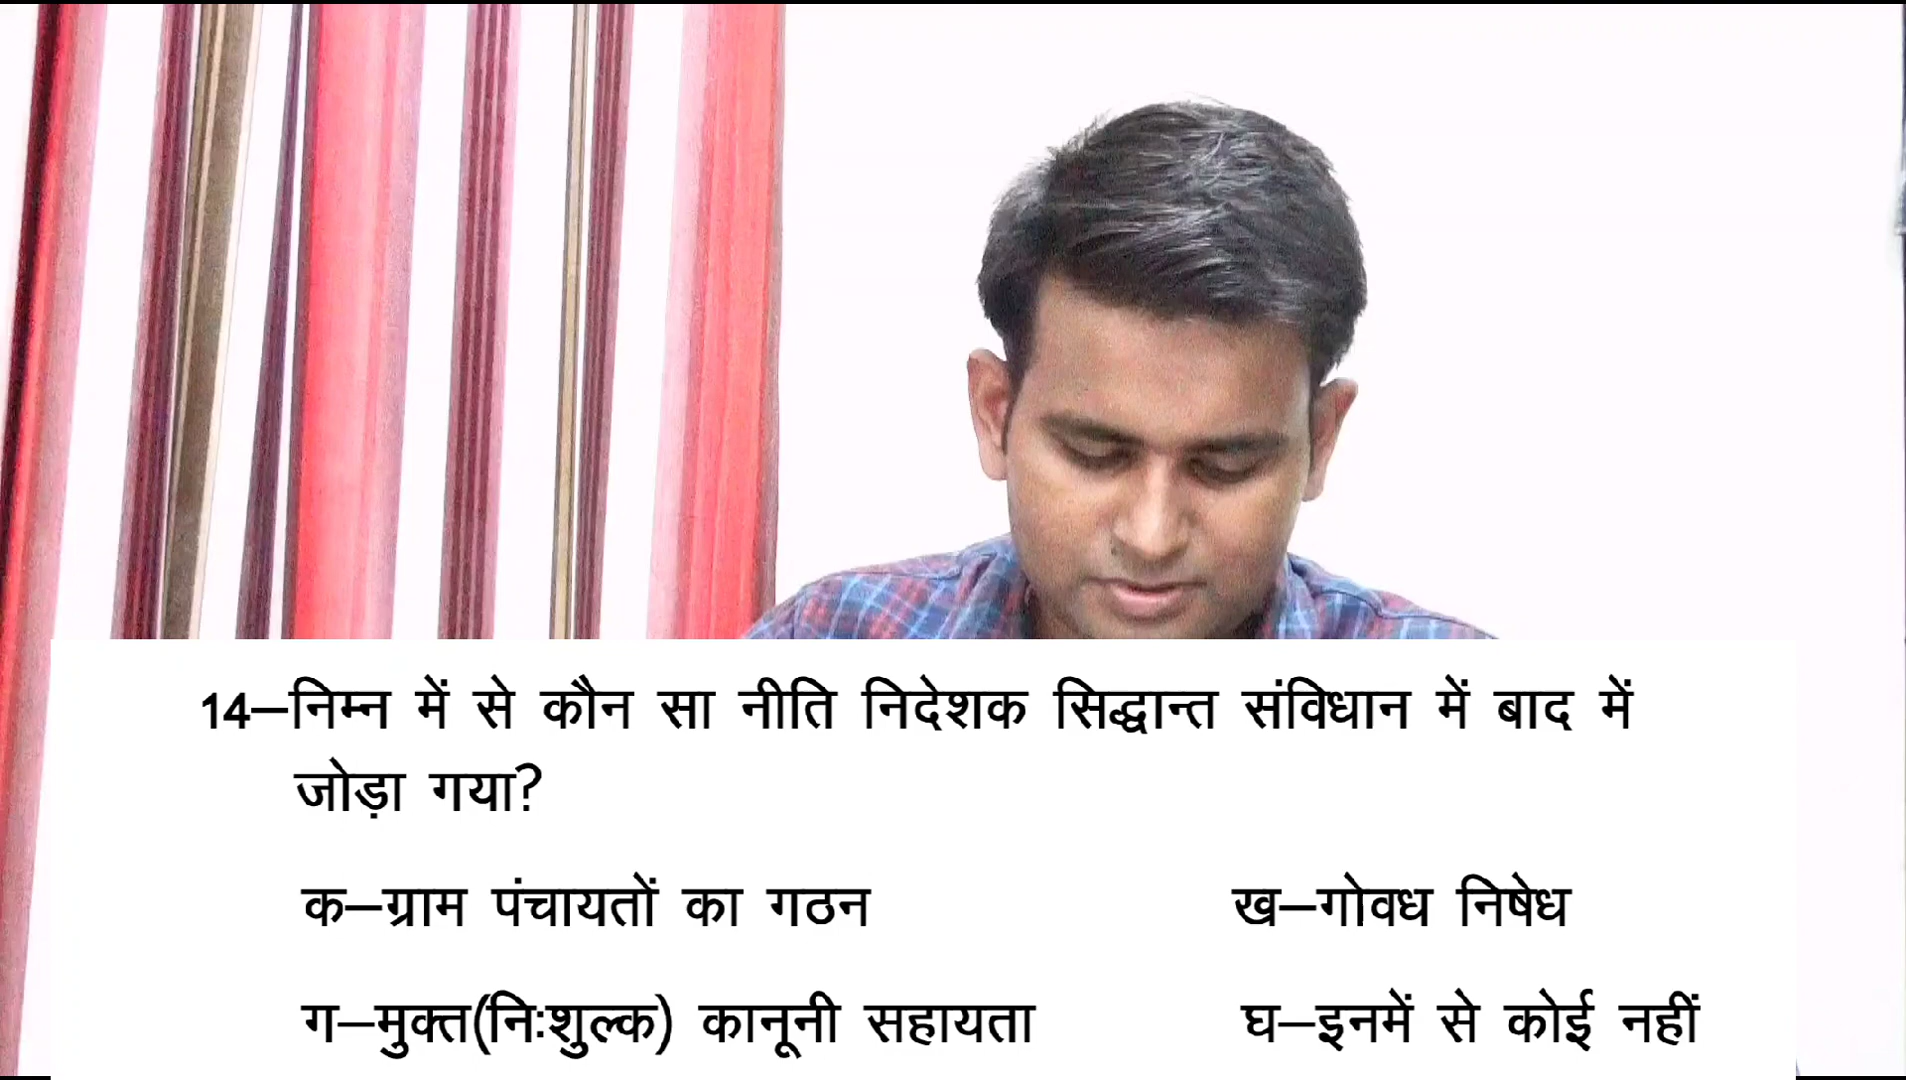 14–निम्न में से कौन सा नीति निदेशक सिद्धान्त संविधान में बाद में
जोड़ा गया?
क–ग्राम पंचायतों का गठन ख–गोवध निषेध
ग–मुक्त(निःशुल्क) कानूनी सहायता घ–इनमें से कोई नहीं